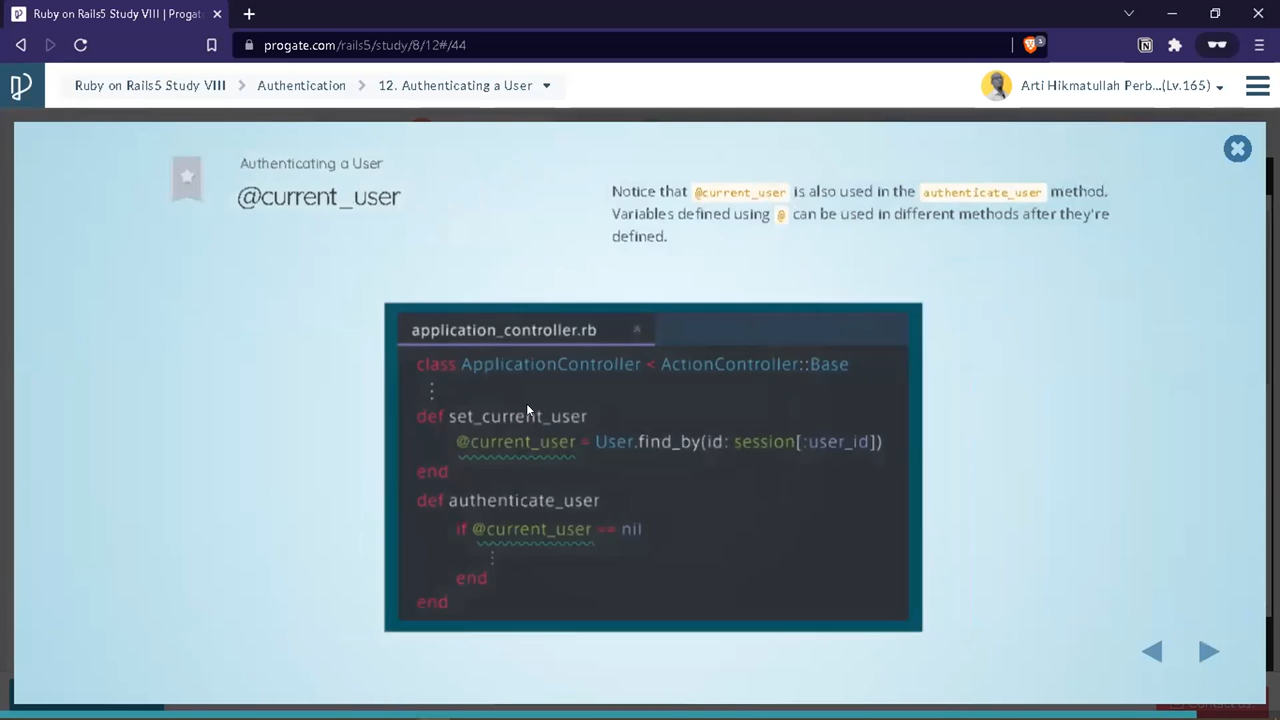 Ruby on Rails5 Study VIII | Progat
progate.com/rails5/study/8/12#/44
3
Ruby on Rails5 Study VIII
Authentication
12. Authenticating a User
Arti Hikmatullah Perb...(Lv.165)
Authenticating a User
@current_user
Notice that @current_user is also used in the authenticate_user method.
Variables defined using @ can be used in different methods after they're
defined.
application_controller.rb
class ApplicationController < ActionController::Base
⋮
def set_current_user
@current_user = User.find_by(id: session[:user_id])
end
def authenticate_user
if @current_user == nil
⋮
end
end
Contact us